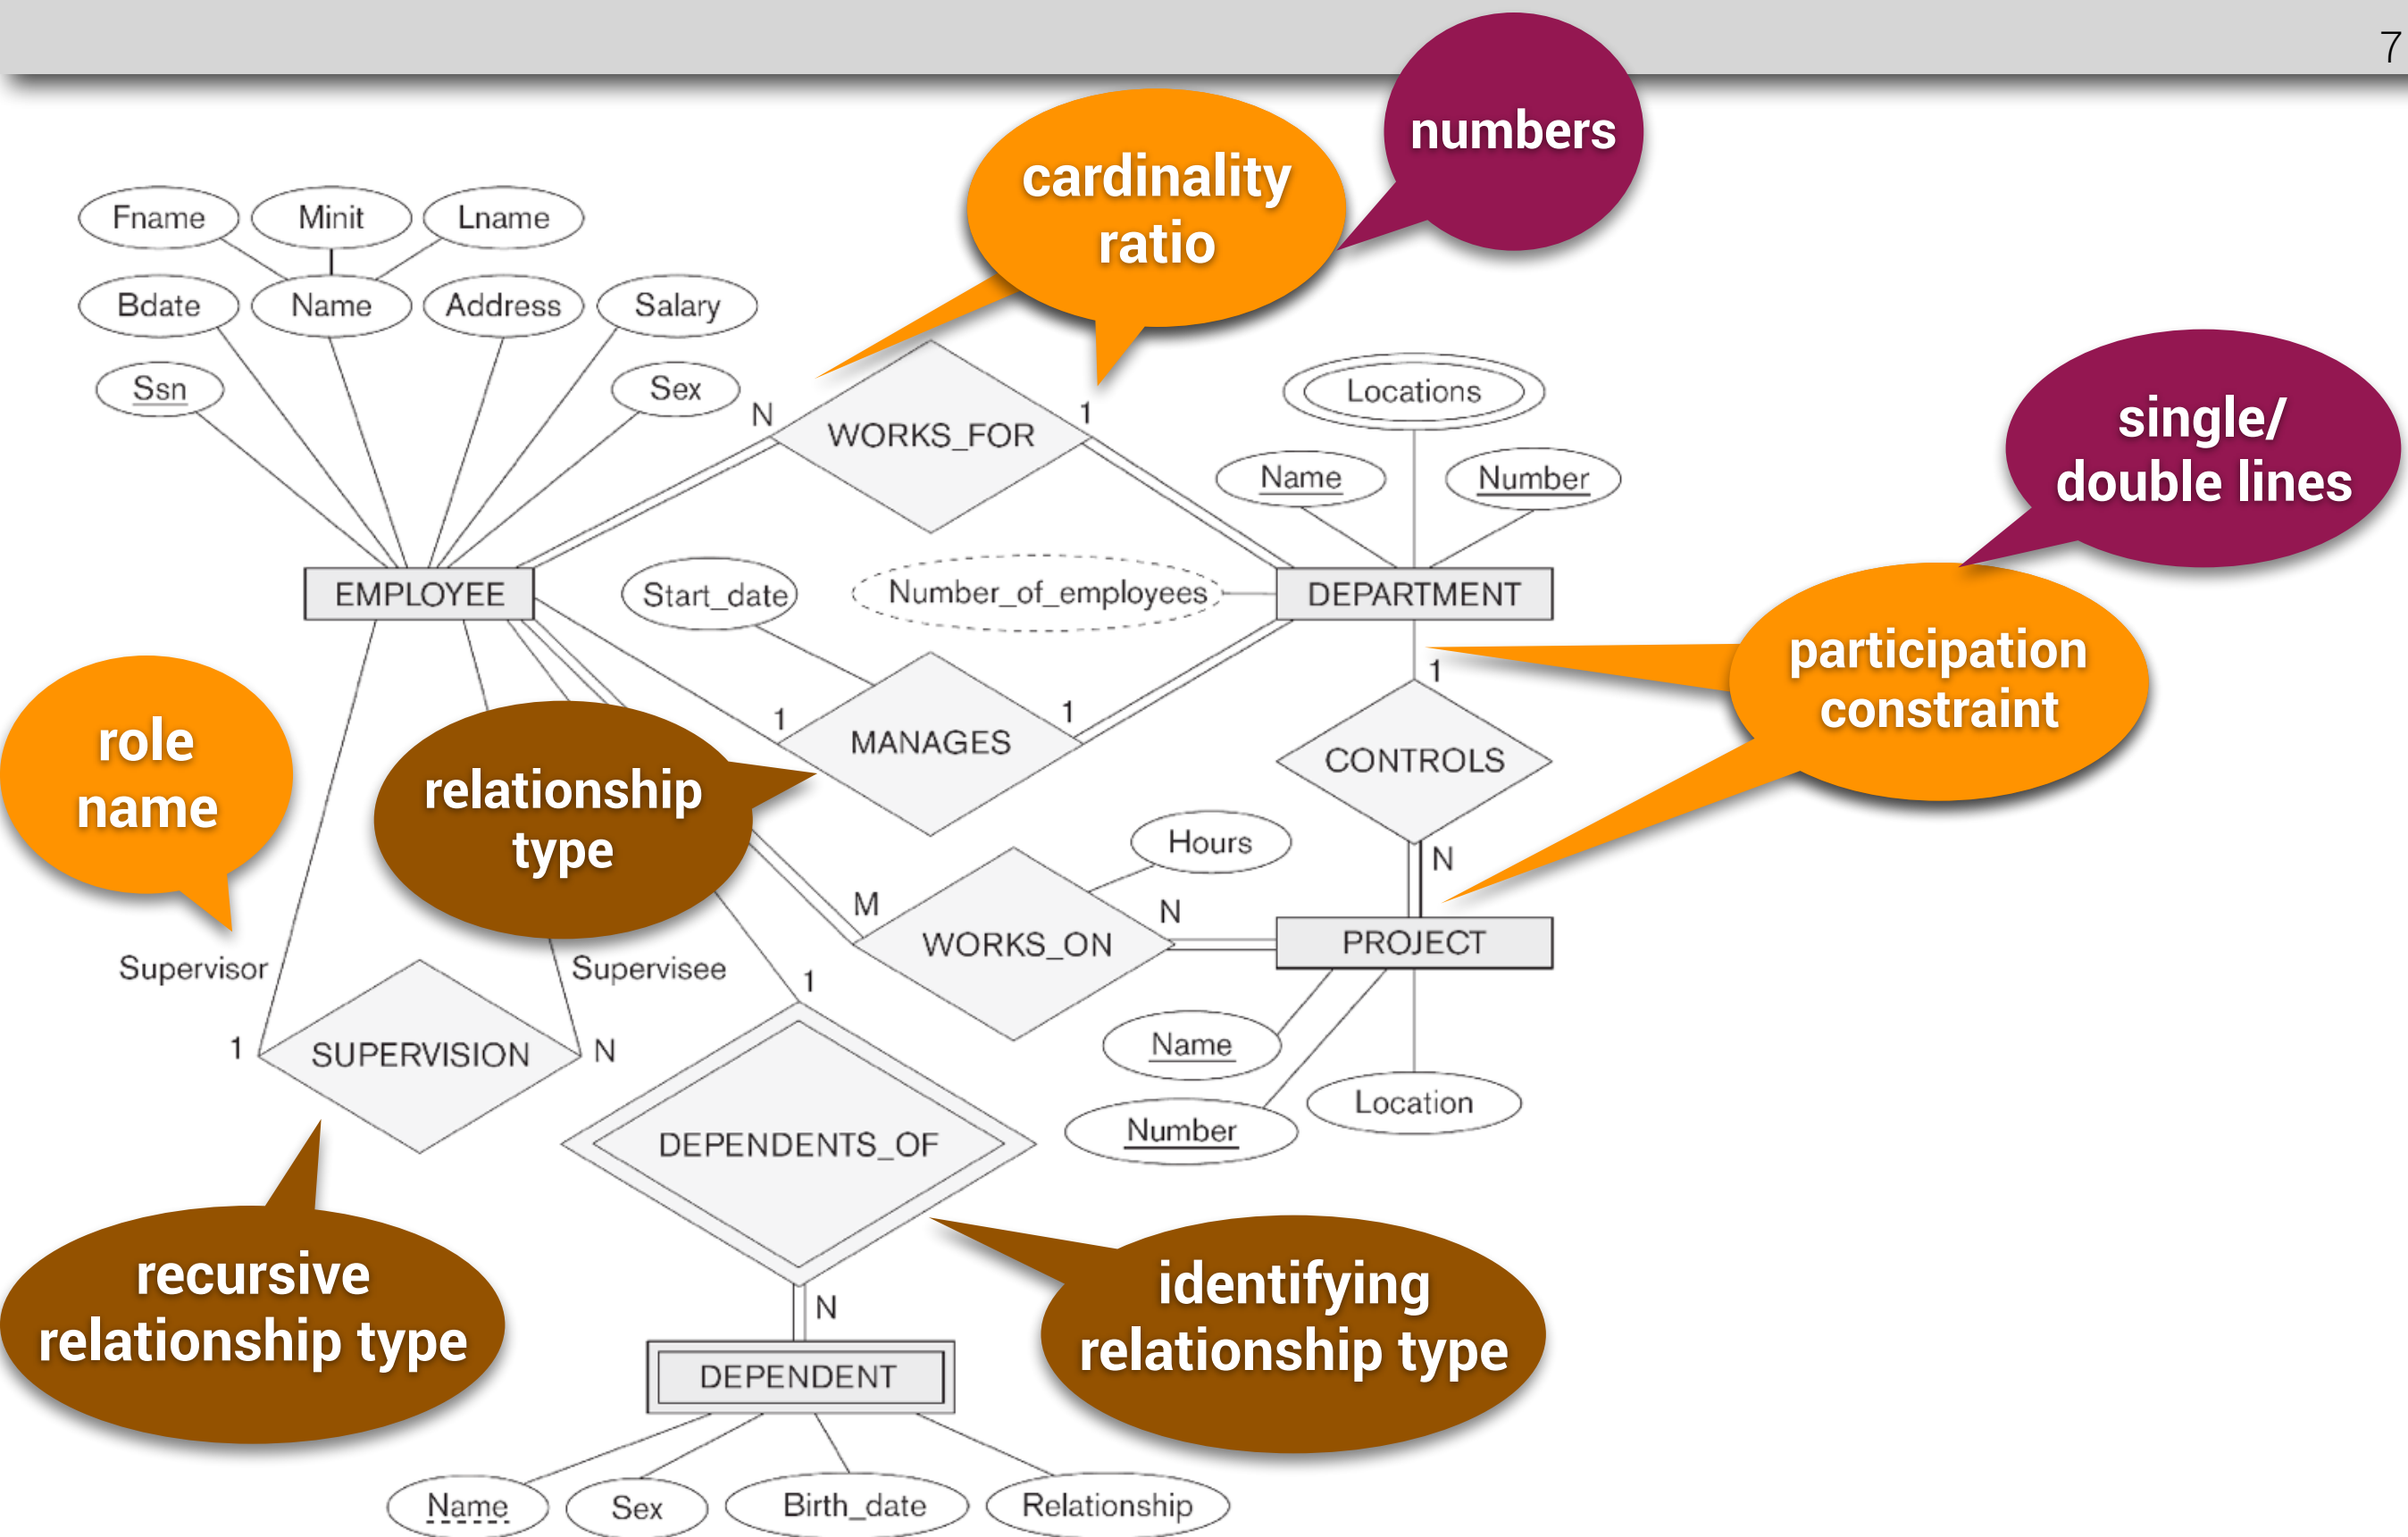 7
numbers
cardinality
ratio
Fname
Minit
Lname
Bdate
Name
Address
Salary
Ssn
Sex
N
WORKS_FOR
1
Locations
Name
Number
single/
double lines
EMPLOYEE
Start_date
Number_of_employees
DEPARTMENT
participation
constraint
1
role
name
relationship
type
1
MANAGES
1
CONTROLS
N
Hours
M
WORKS_ON
N
PROJECT
Supervisor
Supervisee
1
SUPERVISION
N
1
Name
Number
Location
DEPENDENTS_OF
recursive
relationship type
identifying
relationship type
N
DEPENDENT
Name
Sex
Birth_date
Relationship